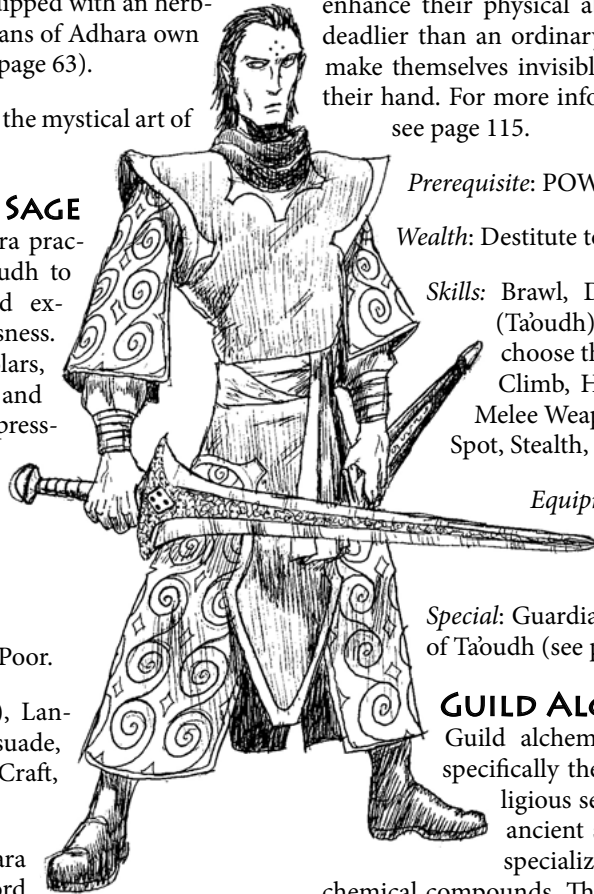 uipped with an herb-
ans of Adhara own
page 63).
the mystical art of
SAGE
ra prac-
udh to
d ex-
sness.
lars,
and
press-
Poor.
), Lan-
suade,
Craft,
ara
ord
enhance their physical a
deadlier than an ordinary
make themselves invisibl
their hand. For more info
see page 115.
Prerequisite: POW
Wealth: Destitute to
Skills: Brawl, D
(Ta'oudh)
choose th
Climb, H
Melee Weap
Spot, Stealth,
Equip
Special: Guardia
of Ta'oudh (see p
GUILD ALC
Guild alchem
specifically the
ligious se
ancient a
specializ
chemical compounds. Th